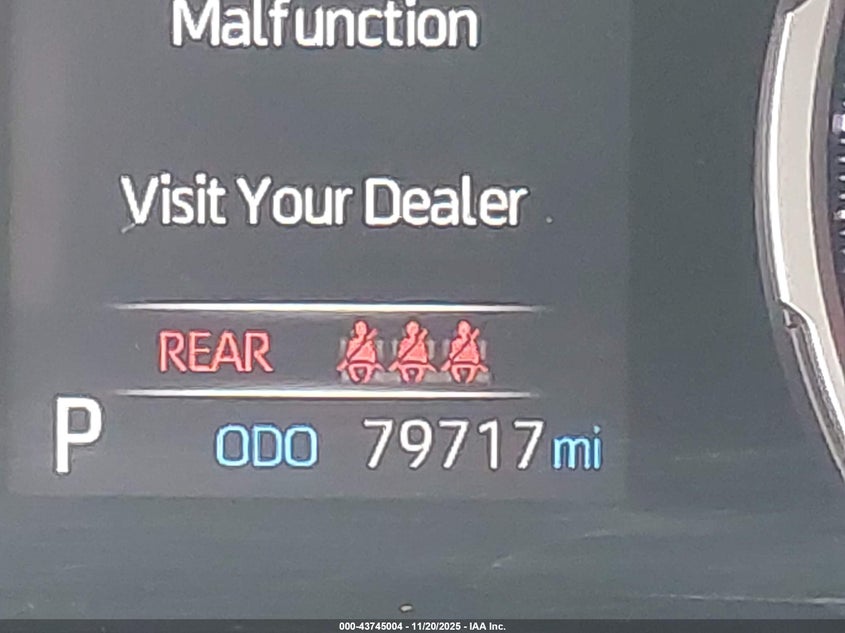 Malfunction
Visit Your Dealer
REAR
P ODO 79717 mi
000-43745004 - 11/20/2025 - IAA Inc.